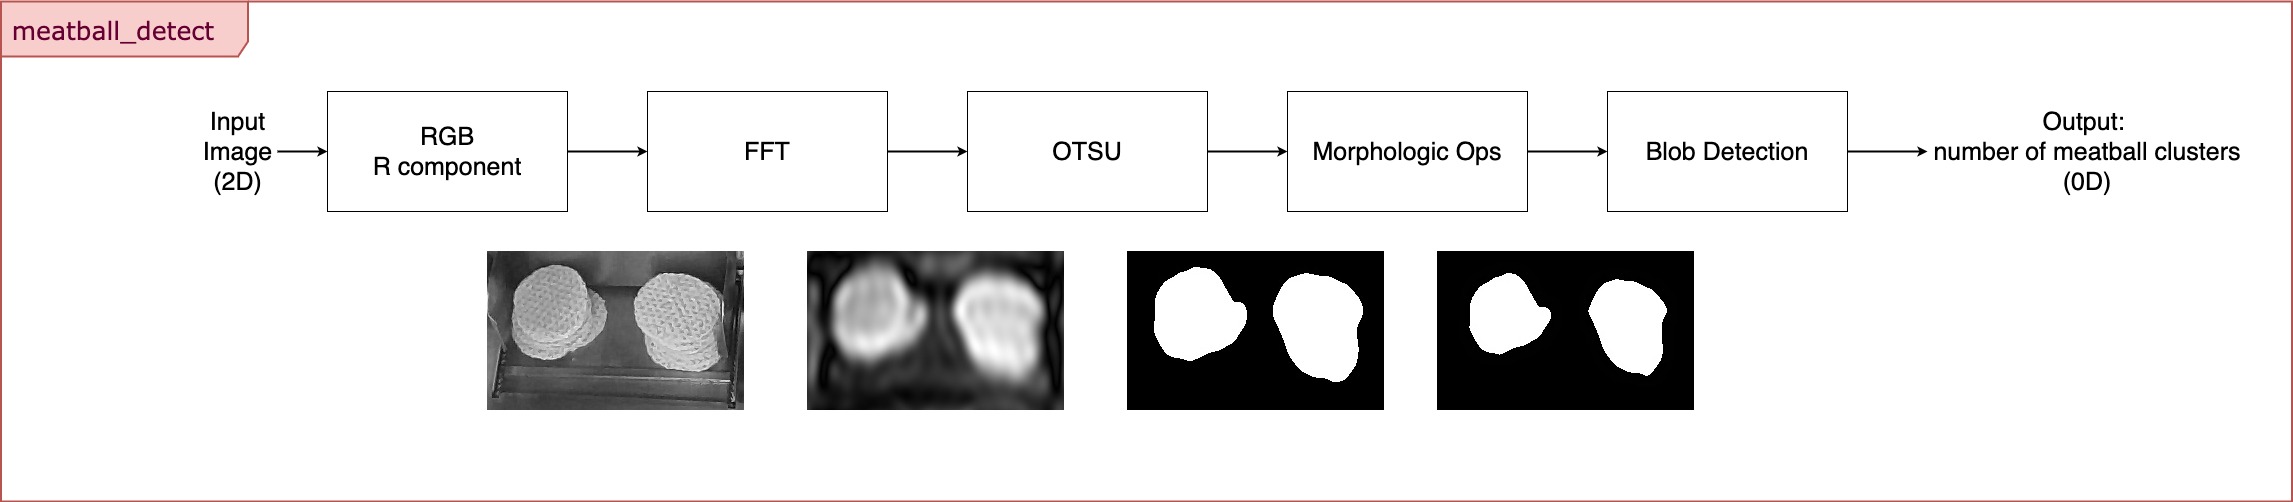 meatball_detect
Input
Image
(2D)
RGB
R component
FFT
OTSU
Morphologic Ops
Blob Detection
Output:
number of meatball clusters
(0D)